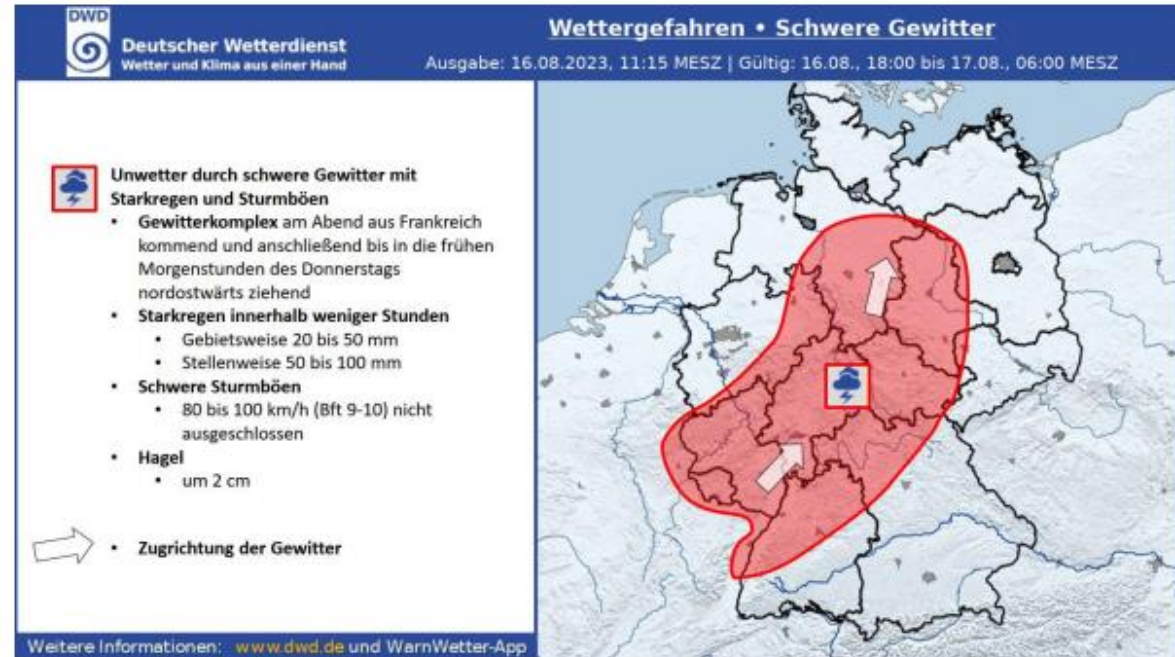 DWD
Deutscher Wetterdienst
Wetter und Klima aus einer Hand
Wettergefahren • Schwere Gewitter
Ausgabe: 16.08.2023, 11:15 MESZ | Gültig: 16.08., 18:00 bis 17.08., 06:00 MESZ
Unwetter durch schwere Gewitter mit
Starkregen und Sturmböen
• Gewitterkomplex am Abend aus Frankreich
kommend und anschließend bis in die frühen
Morgenstunden des Donnerstags
nordostwärts ziehend
• Starkregen innerhalb weniger Stunden
• Gebietsweise 20 bis 50 mm
• Stellenweise 50 bis 100 mm
• Schwere Sturmböen
• 80 bis 100 km/h (Bft 9-10) nicht
ausgeschlossen
• Hagel
• um 2 cm
• Zugrichtung der Gewitter
Weitere Informationen: www.dwd.de und WarnWetter-App